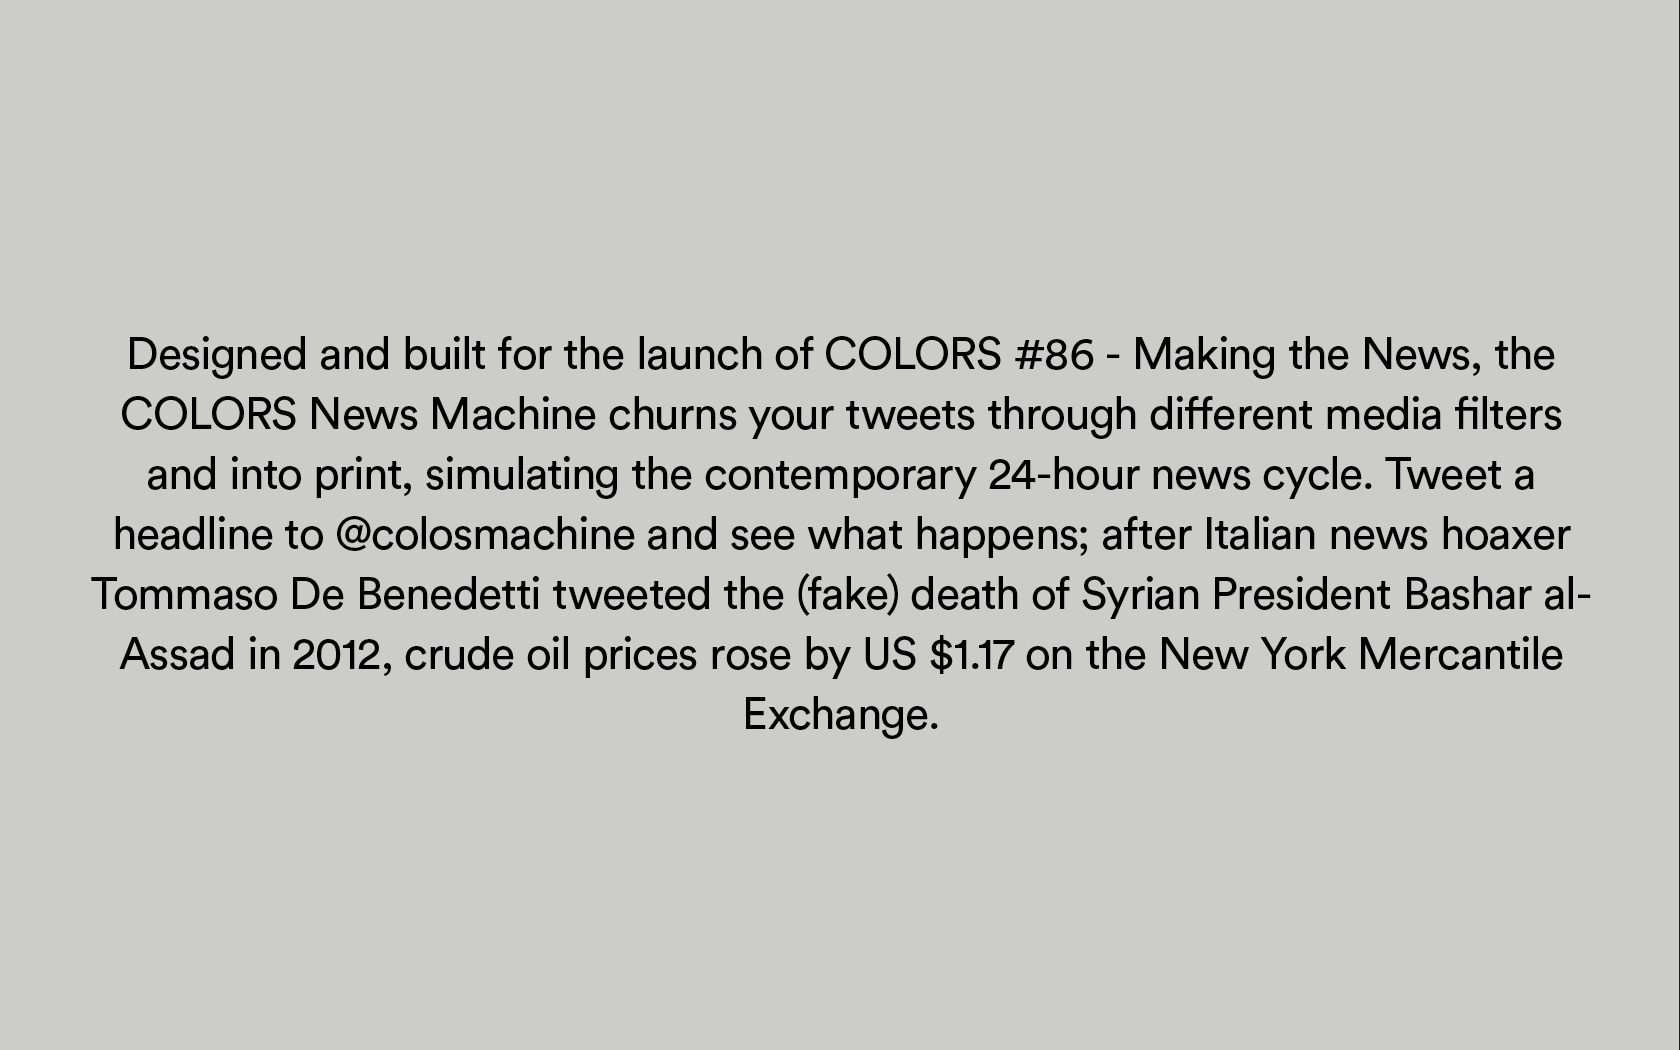 Designed and built for the launch of COLORS #86 - Making the News, the
COLORS News Machine churns your tweets through different media filters
and into print, simulating the contemporary 24-hour news cycle. Tweet a
headline to @colosmachine and see what happens; after Italian news hoaxer
Tommaso De Benedetti tweeted the (fake) death of Syrian President Bashar al-
Assad in 2012, crude oil prices rose by US $1.17 on the New York Mercantile
Exchange.